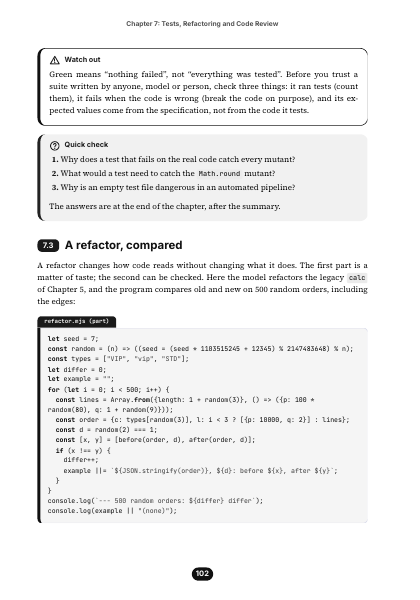 Chapter 7: Tests, Refactoring and Code Review
Watch out
Green means “nothing failed”, not “everything was tested”. Before you trust a
suite written by anyone, model or person, check three things: it ran tests (count
them), it fails when the code is wrong (break the code on purpose), and its ex-
pected values come from the specification, not from the code it tests.
Quick check
1. Why does a test that fails on the real code catch every mutant?
2. What would a test need to catch the Math.round mutant?
3. Why is an empty test file dangerous in an automated pipeline?
The answers are at the end of the chapter, after the summary.
7.3 A refactor, compared
A refactor changes how code reads without changing what it does. The first part is a
matter of taste; the second can be checked. Here the model refactors the legacy calc
of Chapter 5, and the program compares old and new on 500 random orders, including
the edges:
refactor.mjs (part)
let seed = 7;
const random = (n) => ((seed = (seed * 1103515245 + 12345) % 2147483648) % n);
const types = ["VIP", "vip", "STD"];
let differ = 0;
let example = "";
for (let i = 0; i < 500; i++) {
  const lines = Array.from({length: 1 + random(3)}, () => ({p: 100 *
random(80), q: 1 + random(9)}));
  const order = {c: types[random(3)], l: i < 3 ? [{p: 10000, q: 2}] : lines};
  const d = random(2) === 1;
  const [x, y] = [before(order, d), after(order, d)];
  if (x !== y) {
    differ++;
    example ||= `${JSON.stringify(order)}, ${d}: before ${x}, after ${y}`;
  }
}
console.log(`--- 500 random orders: ${differ} differ`);
console.log(example || "(none)");
102